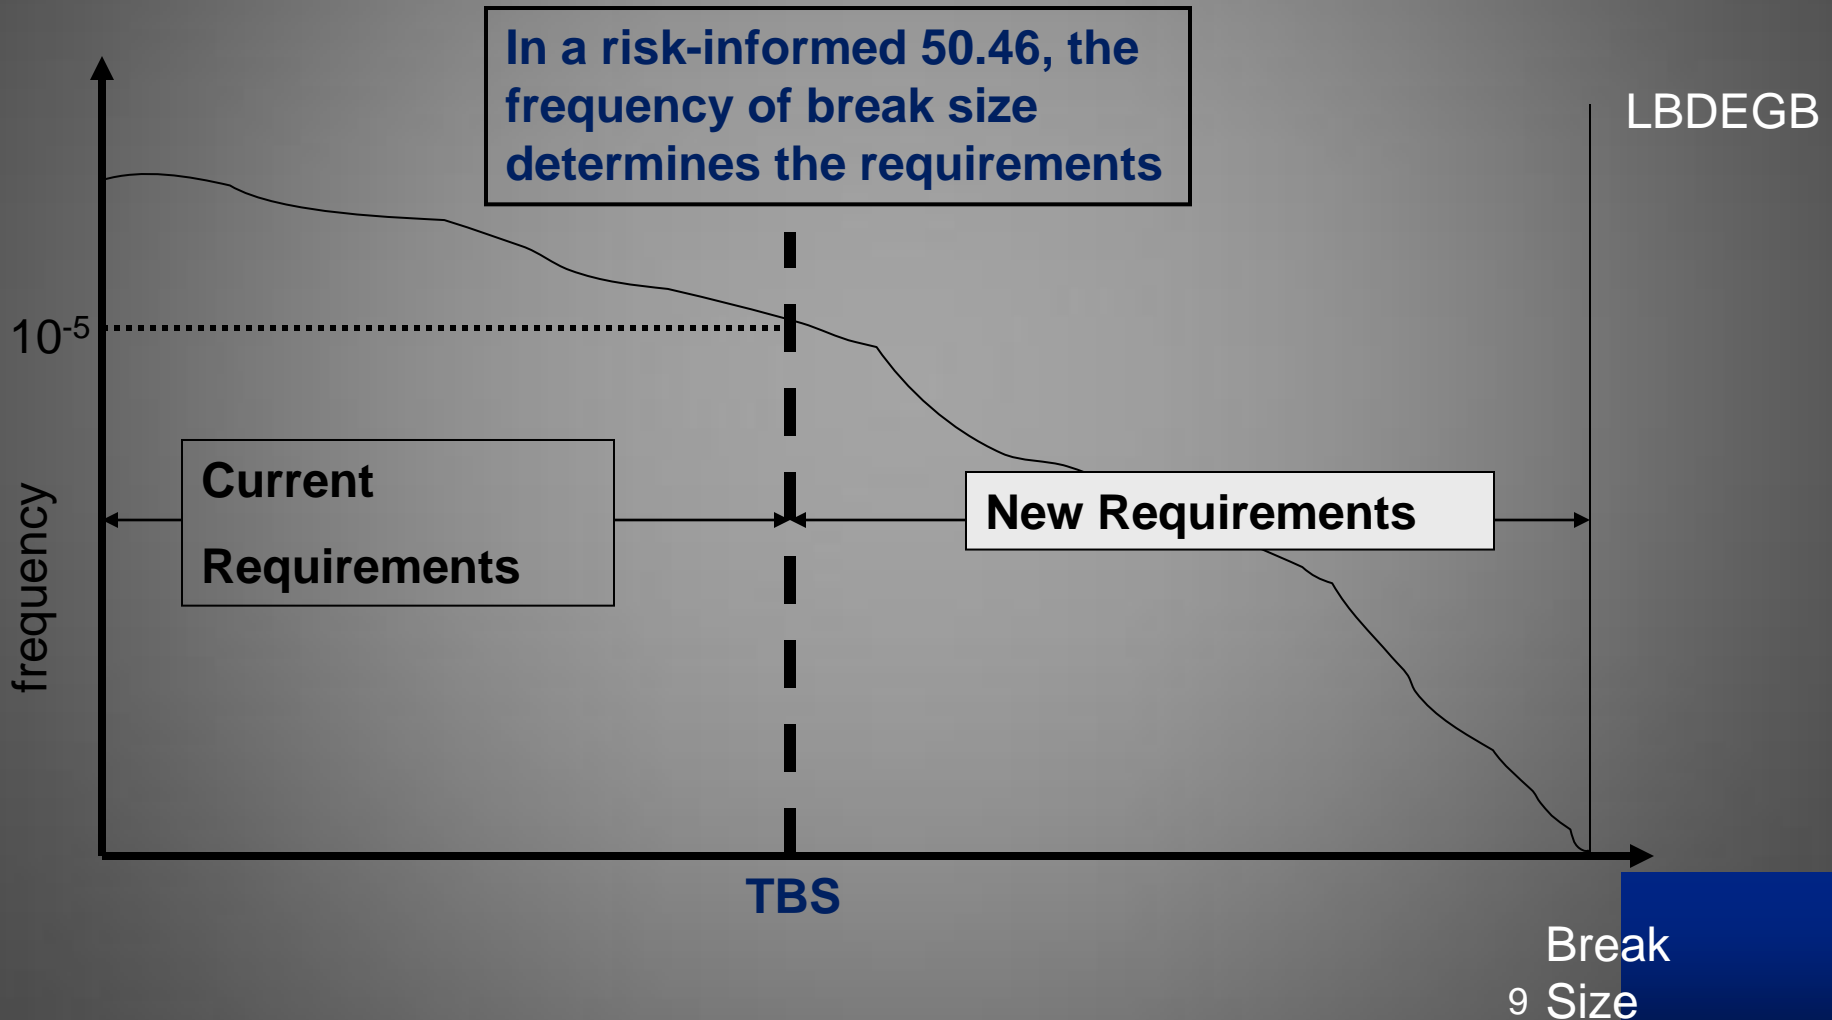 In a risk-informed 50.46, the
frequency of break size
determines the requirements
LBDEGB
10-5
frequency
Current
Requirements
New Requirements
TBS
Break
Size
9